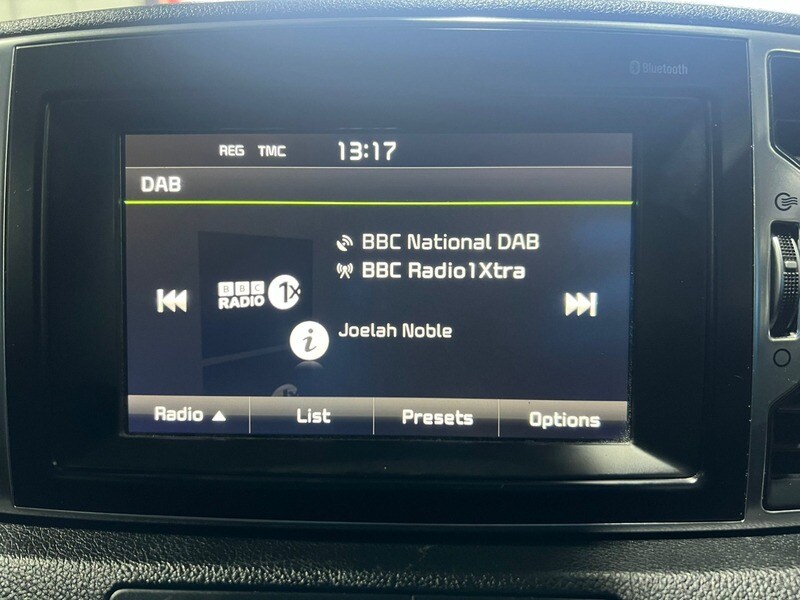 Bluetooth
REG TMC 13:17
DAB
BBC National DAB
BBC Radio1Xtra
BBC
RADIO 1X
i Joelah Noble
Radio ▲ List Presets Options